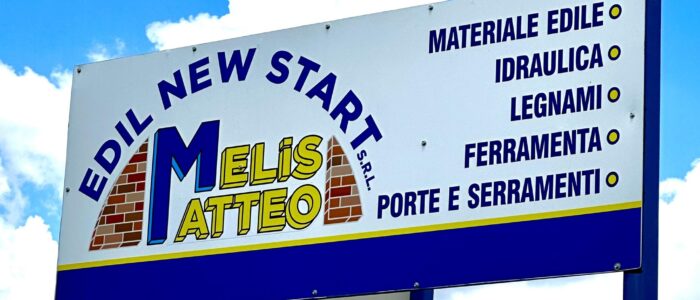 EDIL NEW START S.R.L.
MELIS
MATTEO
MATERIALE EDILE
IDRAULICA
LEGNAMI
FERRAMENTA
PORTE E SERRAMENTI